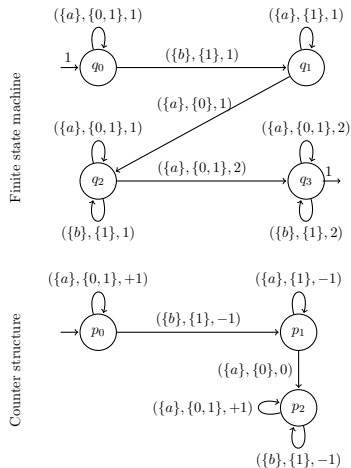 ({a}, {0, 1}, 1) ({a}, {1}, 1)
1 q0 ({b}, {1}, 1) q1
({a}, {0}, 1)
({a}, {0, 1}, 1) ({a}, {0, 1}, 2)
q2 ({a}, {0, 1}, 2) q3 1
({b}, {1}, 1) ({b}, {1}, 2)
Finite state machine
({a}, {0, 1}, +1) ({a}, {1}, −1)
p0 ({b}, {1}, −1) p1
({a}, {0}, 0)
({a}, {0, 1}, +1) p2
({b}, {1}, −1)
Counter structure